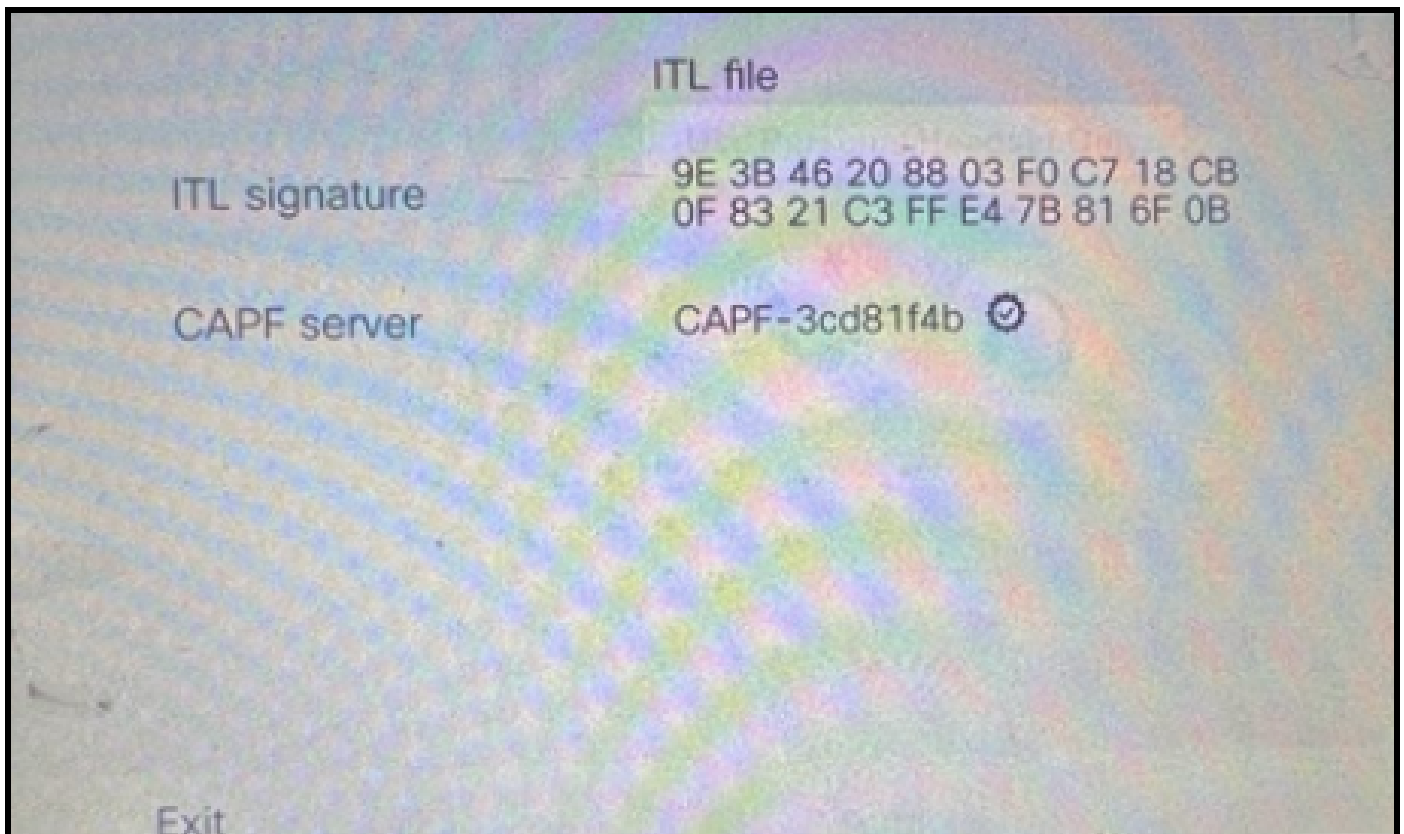 ITL file
ITL signature
9E 3B 46 20 88 03 F0 C7 18 CB
0F 83 21 C3 FF E4 7B 81 6F 0B
CAPF server
CAPF-3cd81f4b
Exit